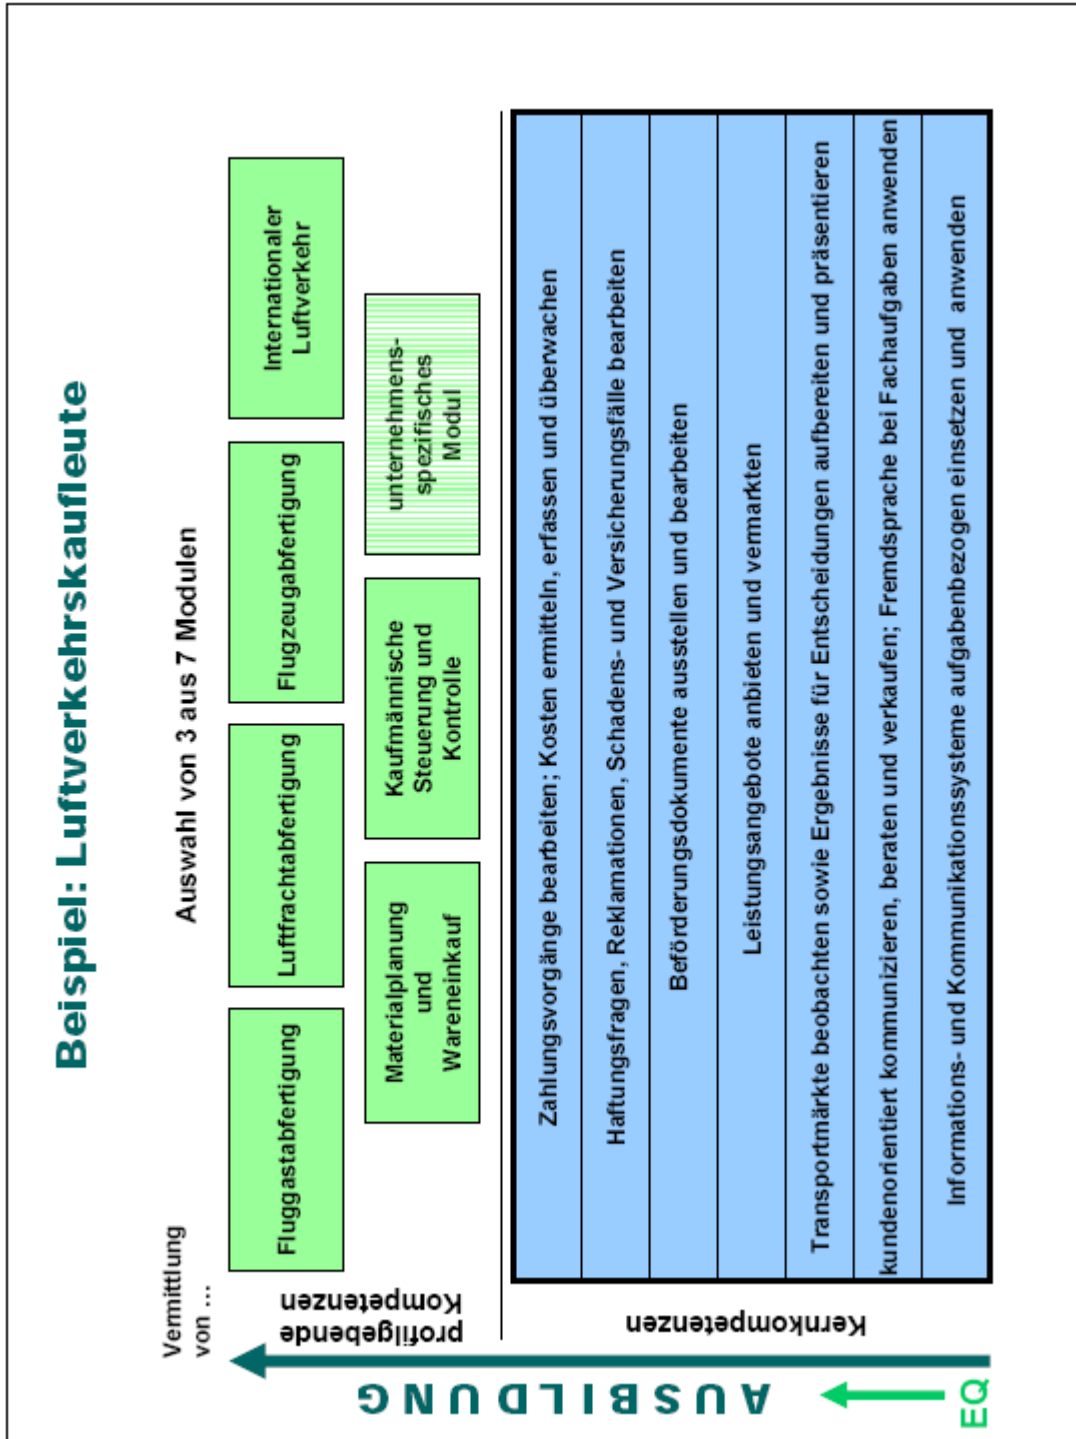 Beispiel: Luftverkehrskaufleute
Vermittlung
von ...
Auswahl von 3 aus 7 Modulen
profilgebende
Kompetenzen
Fluggastabfertigung
Luftfrachtabfertigung
Flugzeugabfertigung
Internationaler
Luftverkehr
Materialplanung
und
Wareneinkauf
Kaufmännische
Steuerung und
Kontrolle
unternehmens-
spezifisches
Modul
AUSBILDUNG
Kernkompetenzen
Zahlungsvorgänge bearbeiten; Kosten ermitteln, erfassen und überwachen
Haftungsfragen, Reklamationen, Schadens- und Versicherungsfälle bearbeiten
Beförderungsdokumente ausstellen und bearbeiten
Leistungsangebote anbieten und vermarkten
Transportmärkte beobachten sowie Ergebnisse für Entscheidungen aufbereiten und präsentieren
kundenorientiert kommunizieren, beraten und verkaufen; Fremdsprache bei Fachaufgaben anwenden
Informations- und Kommunikationssysteme aufgabenbezogen einsetzen und anwenden
EQ